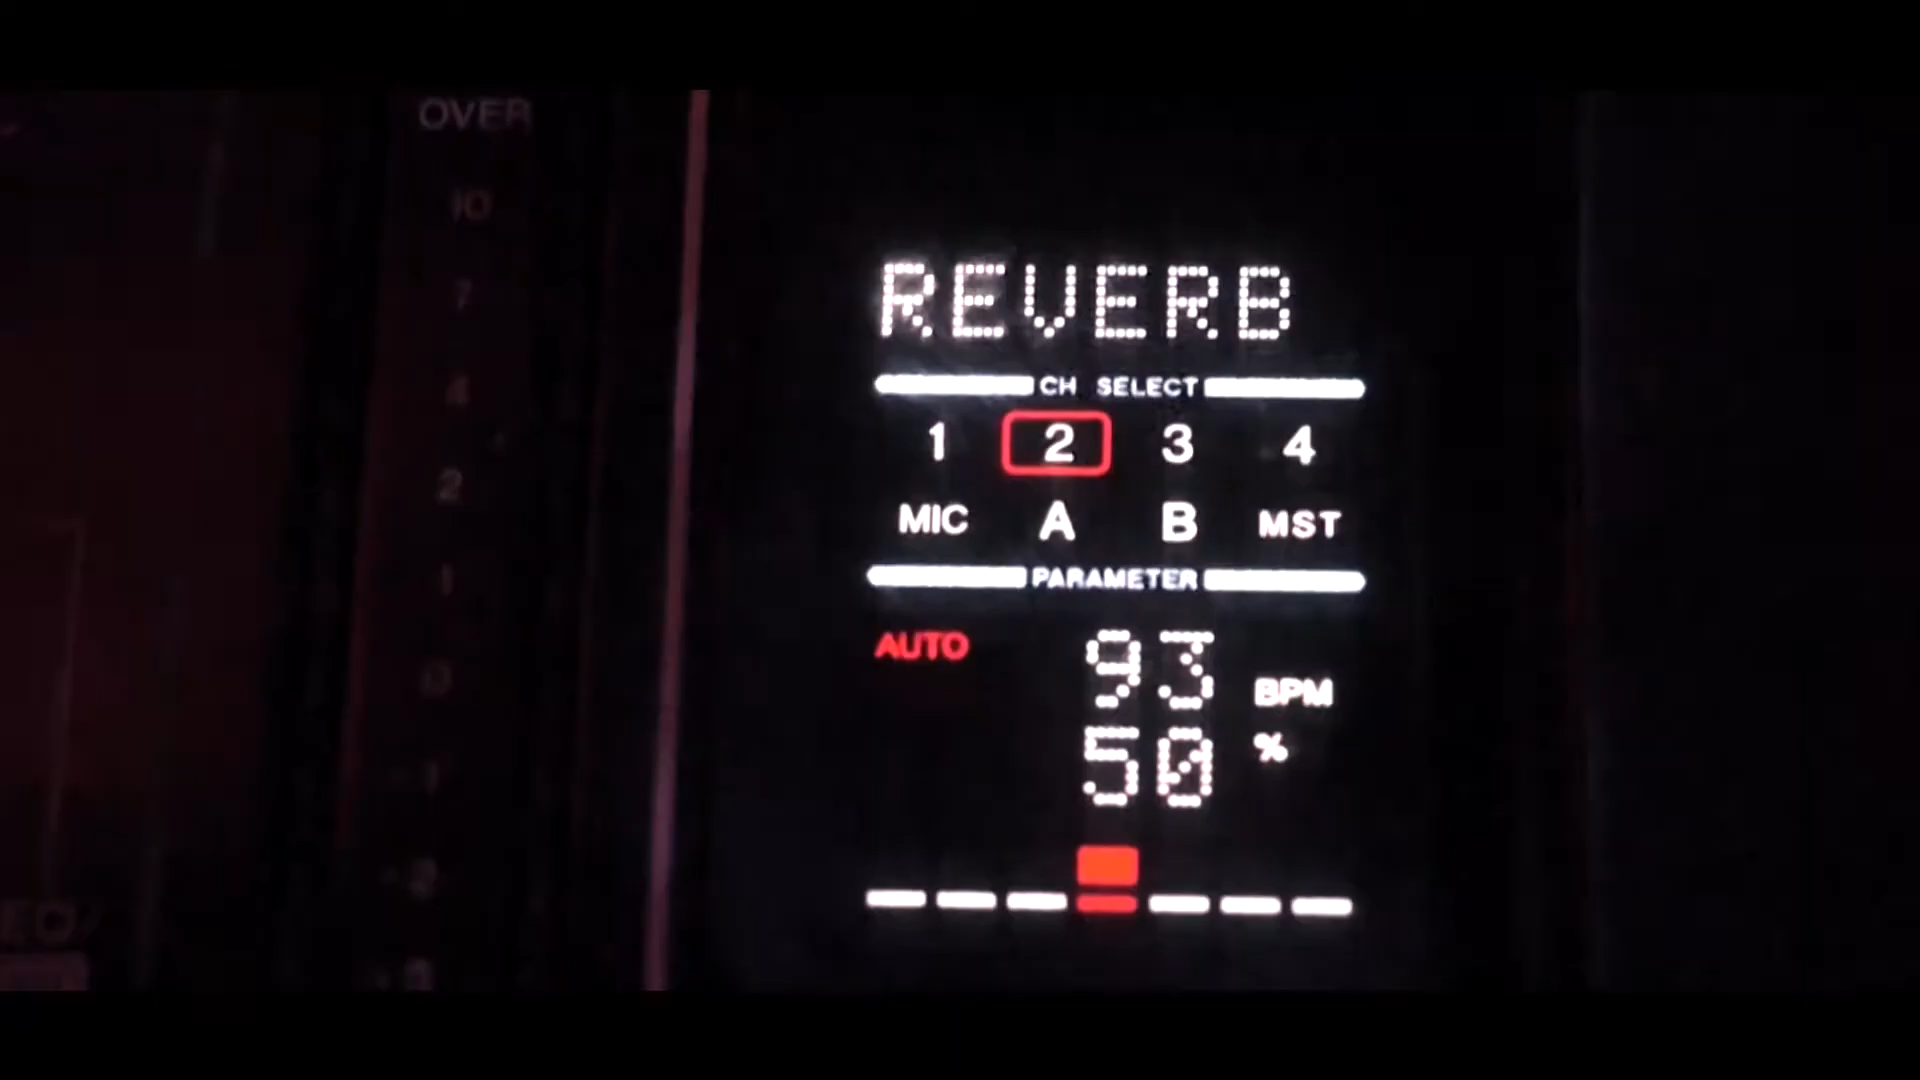 OVER
10
7
4
2
1
0
REVERB
CH SELECT
1 2 3 4
MIC A B MST
PARAMETER
AUTO 93 BPM
50 %